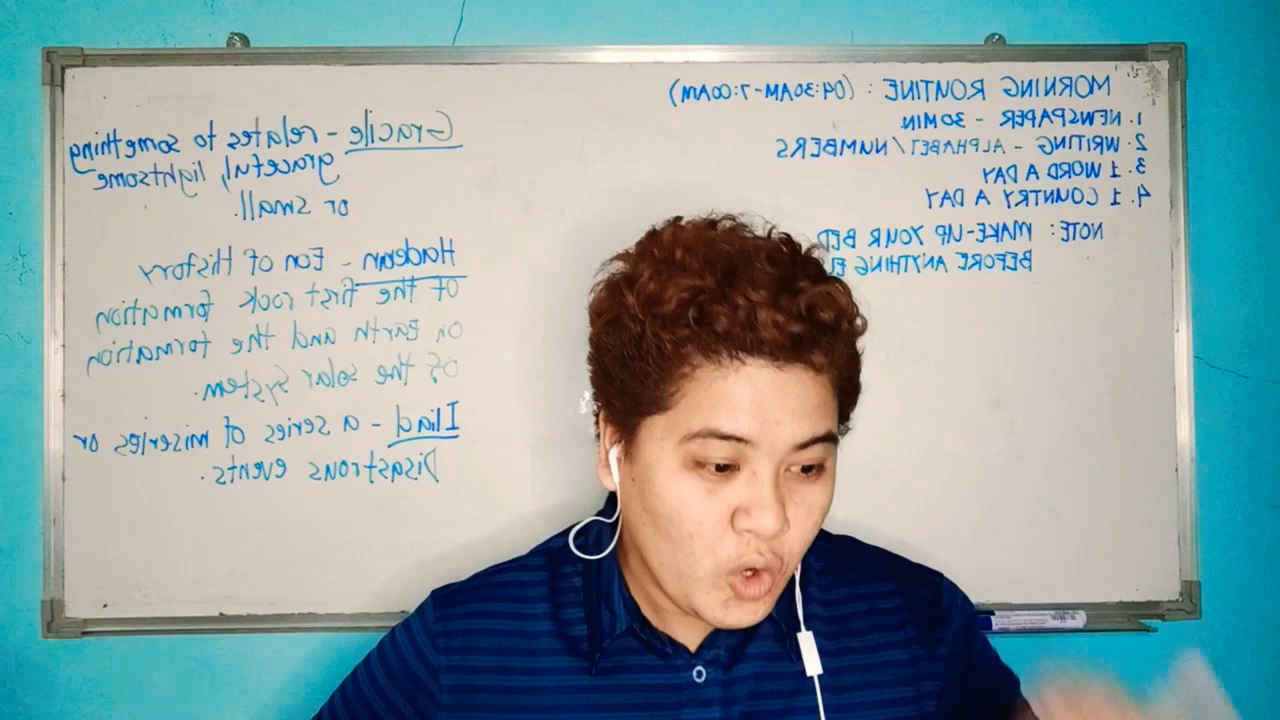 MORNING ROUTINE : (04:30AM-7:00AM)
1. NEWSPAPER - 30MIN
2. WRITING - ALPHABET/NUMBERS
3. 1 WORD A DAY
4. 1 COUNTRY A DAY
NOTE: MAKE-UP YOUR BED
BEFORE ANYTHING
Gracile - relates to something
graceful, lightsome
or small.
Hadean - Eon of History
of the first rock formation
on Earth and the formation
of the solar system.
Iliad - a series of miseries or
Disastrous events.